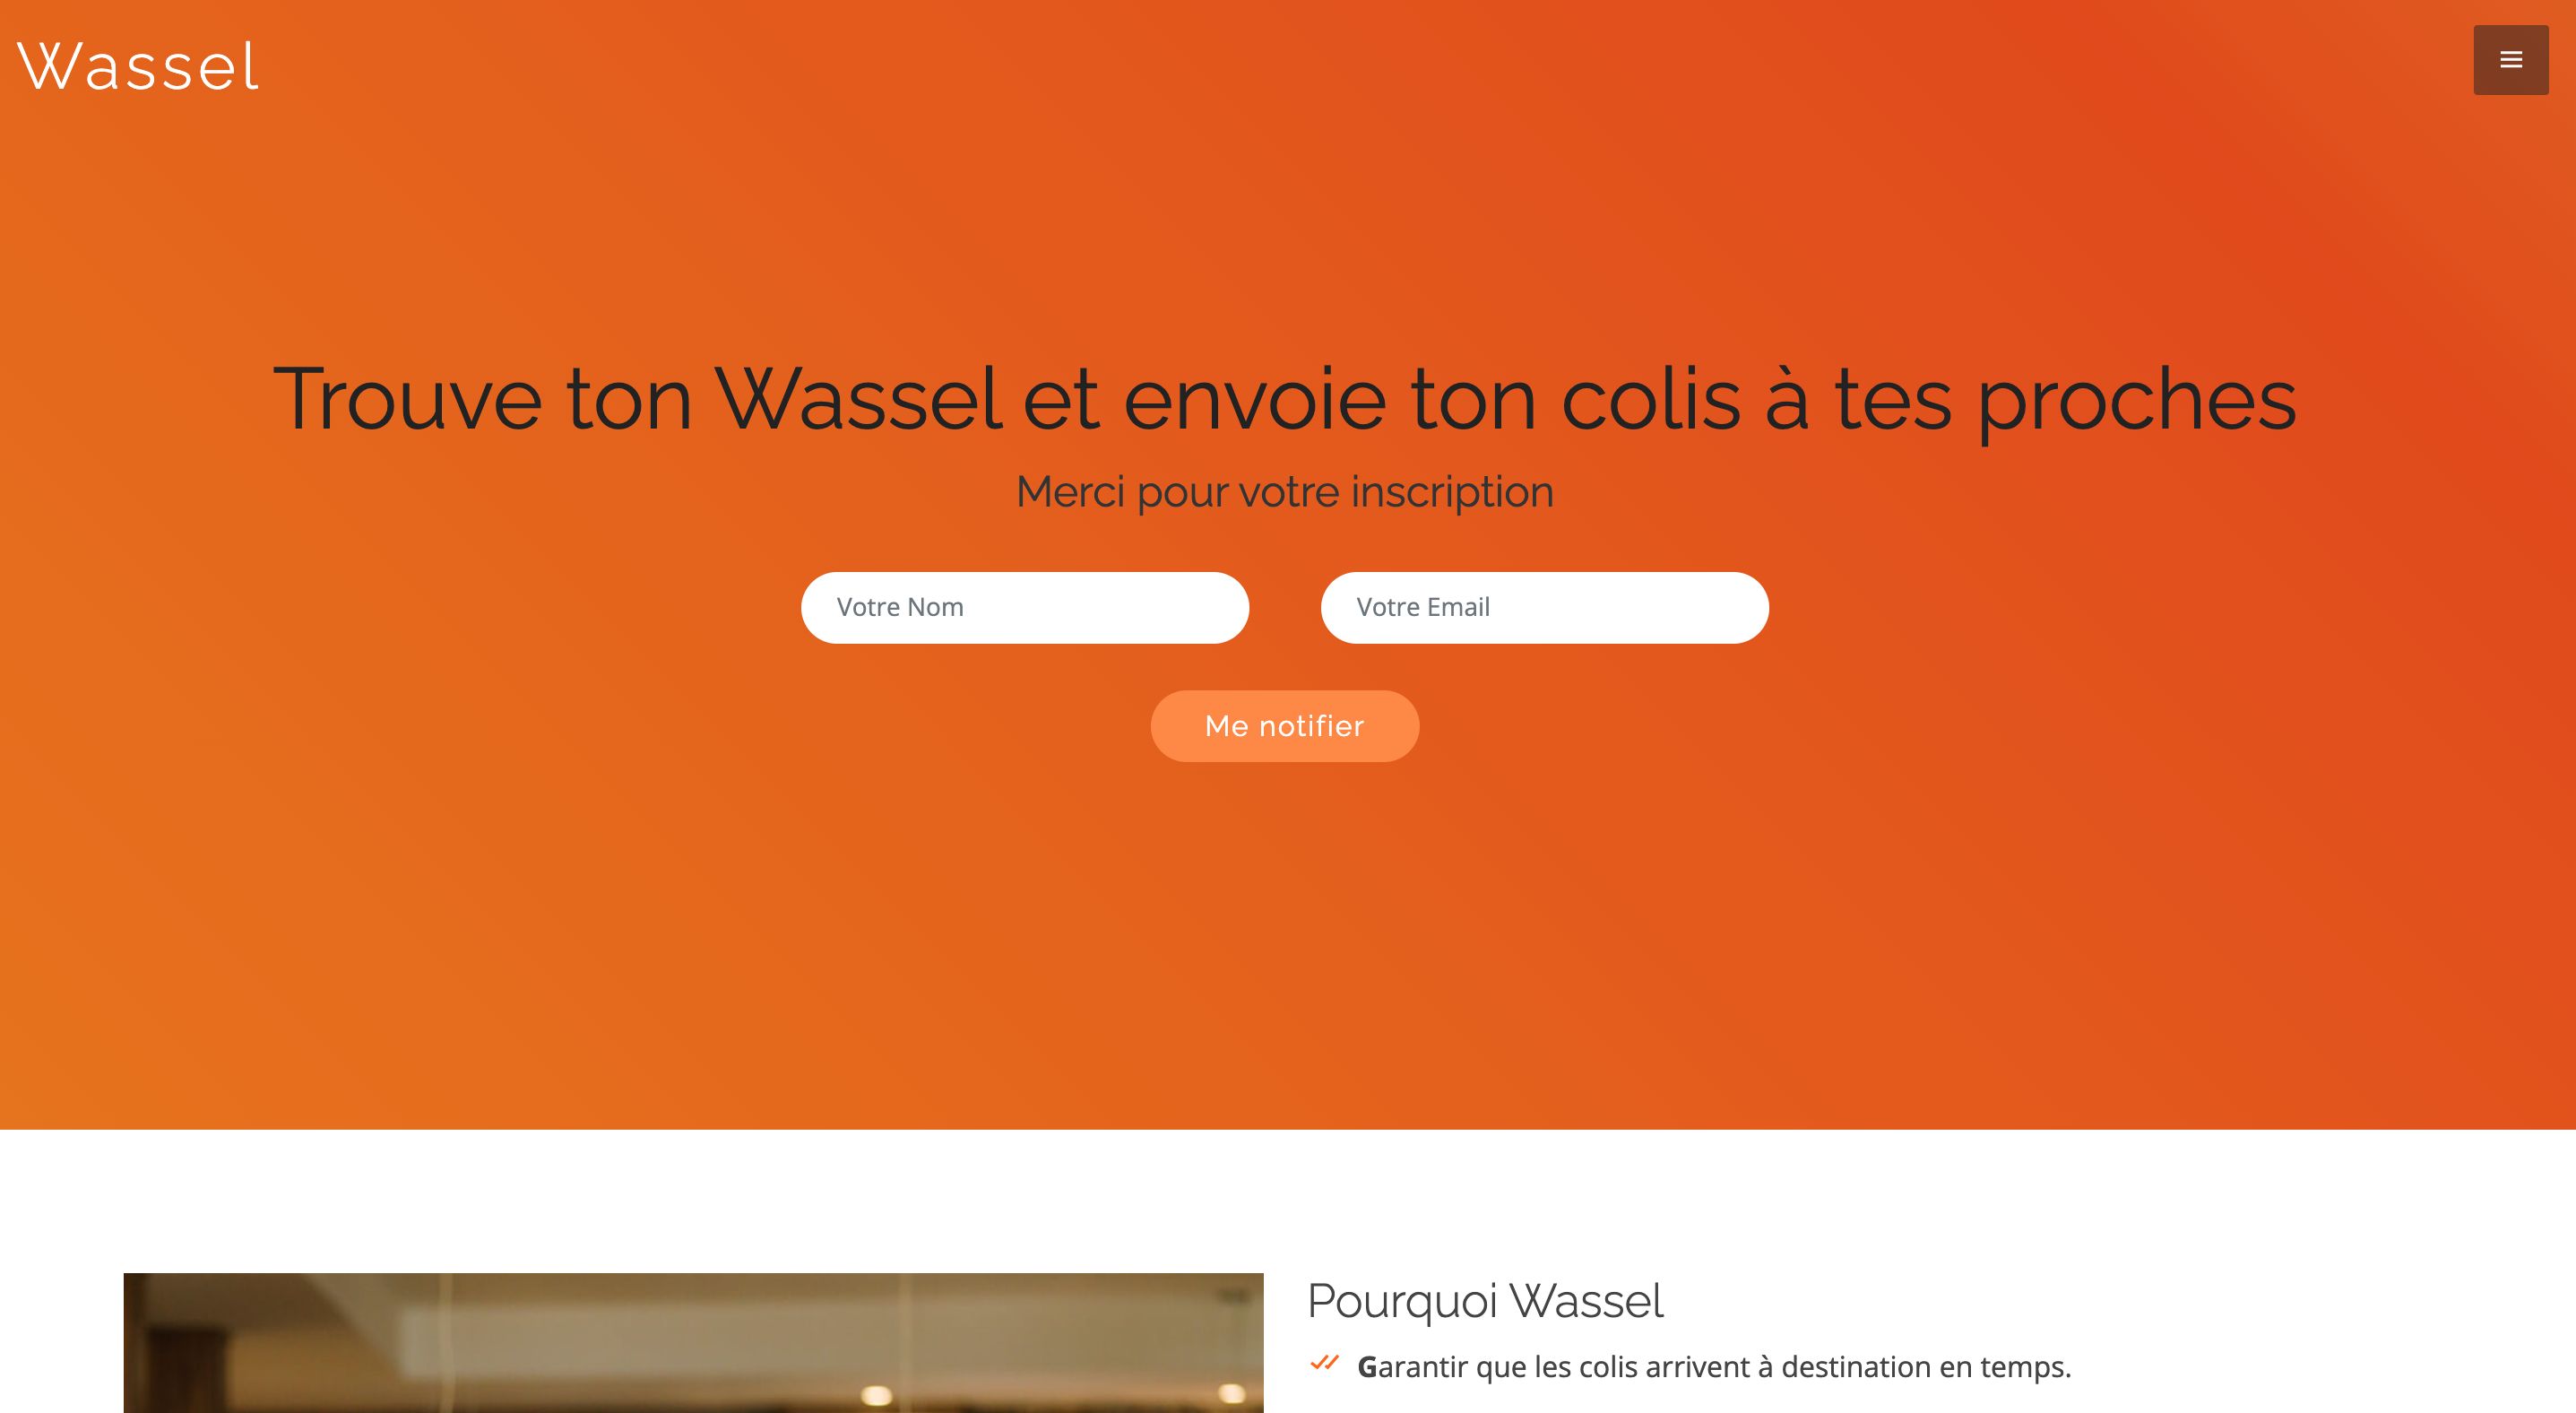 Wassel
Trouve ton Wassel et envoie ton colis à tes proches
Merci pour votre inscription
Votre Nom
Votre Email
Me notifier
Pourquoi Wassel
Garantir que les colis arrivent à destination en temps.